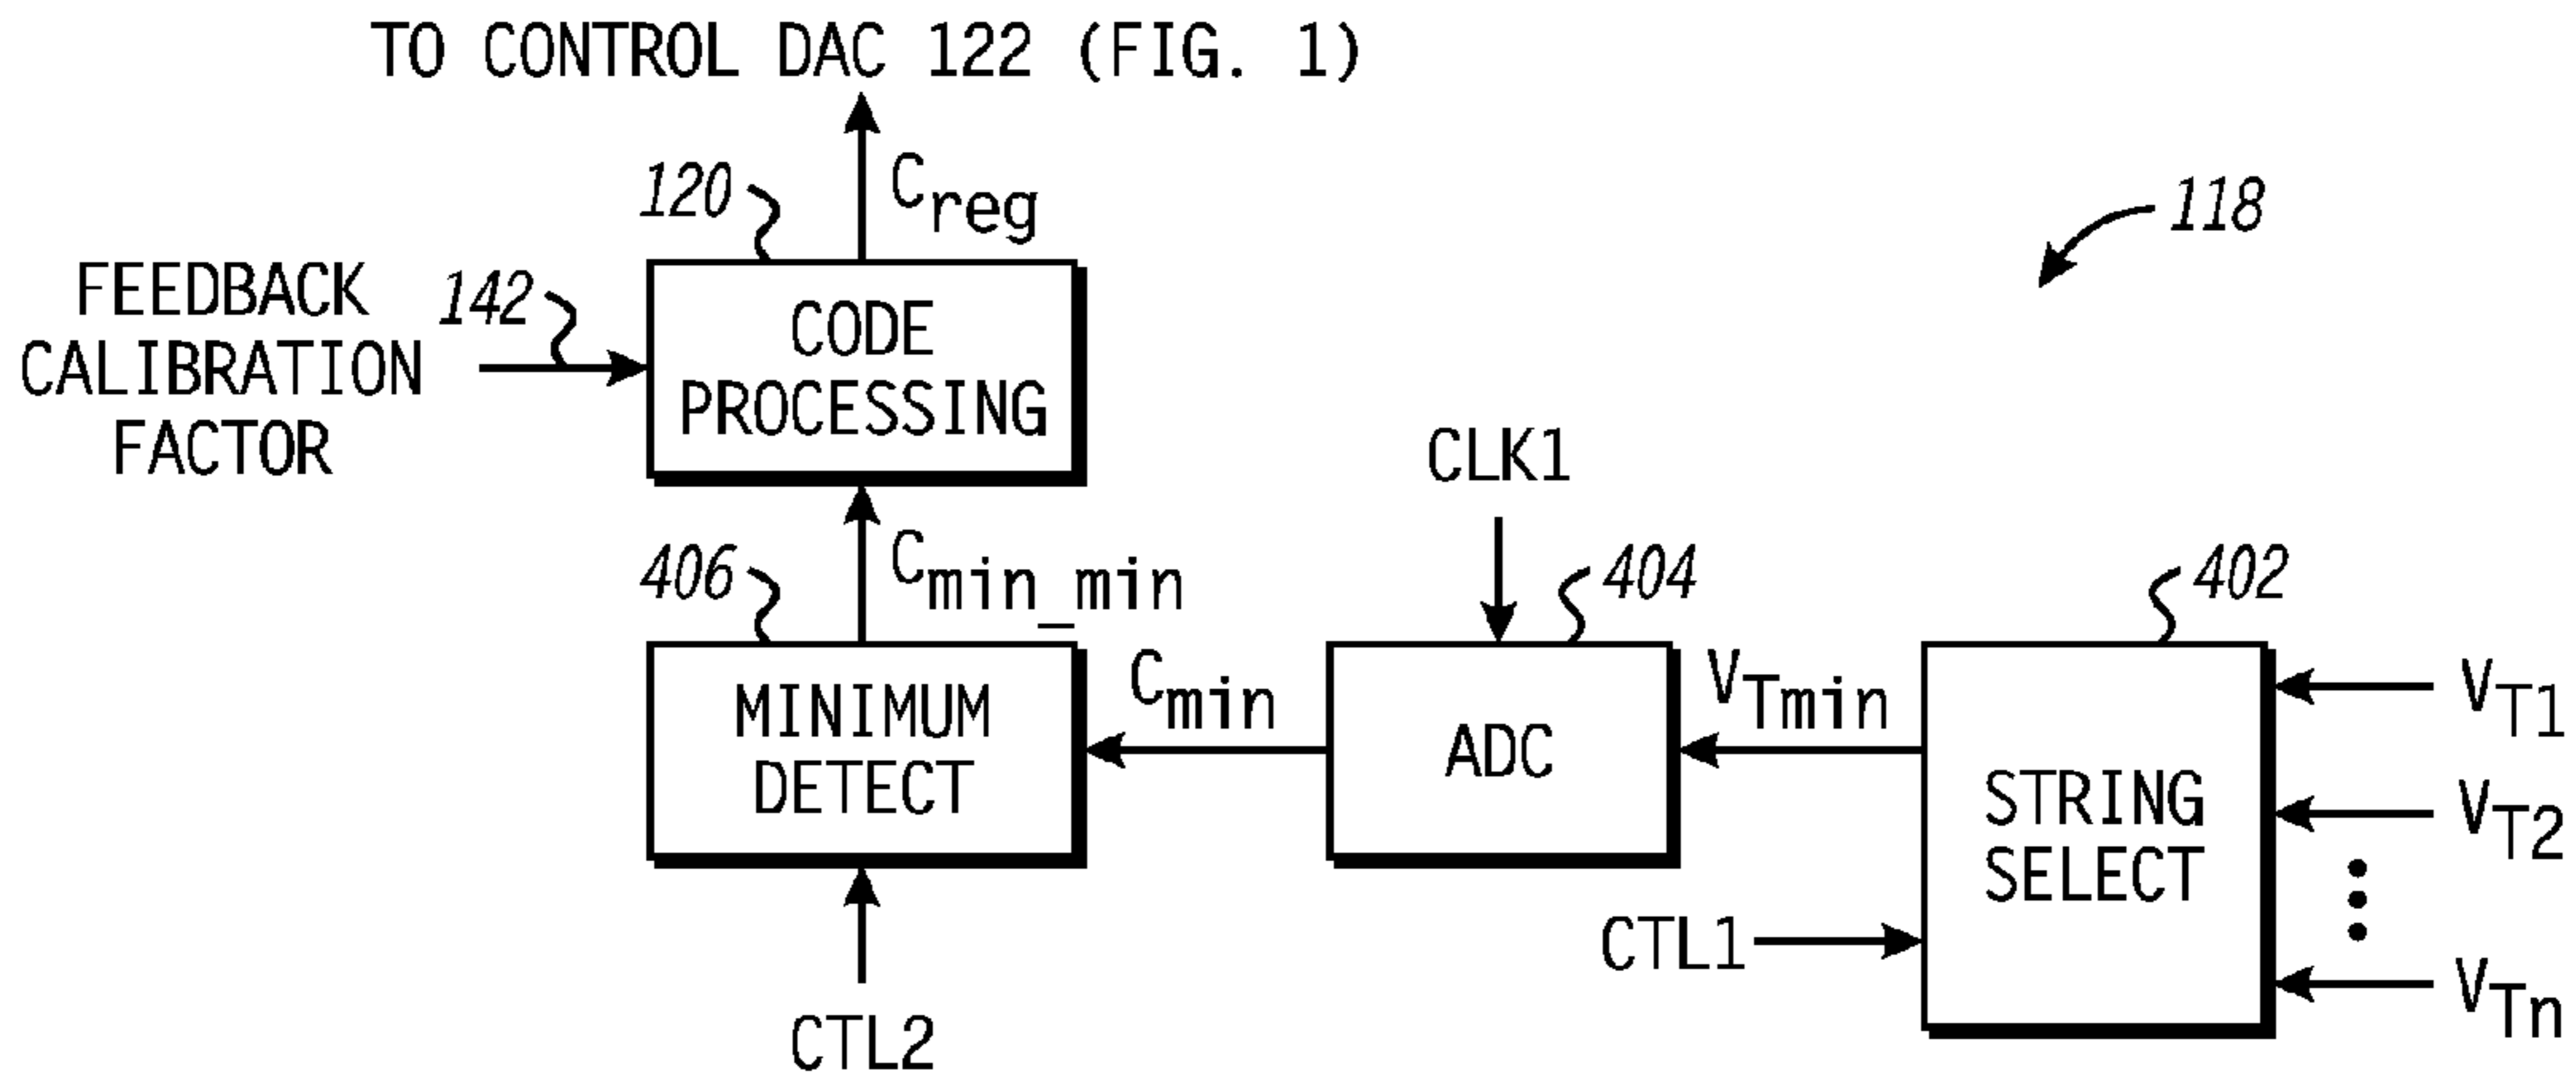 TO CONTROL DAC 122 (FIG. 1)
120
Creg
118
FEEDBACK
CALIBRATION
FACTOR
142
CODE
PROCESSING
CLK1
406
Cmin_min
404
402
MINIMUM
DETECT
Cmin
ADC
VTmin
STRING
SELECT
VT1
VT2
VTn
CTL1
CTL2